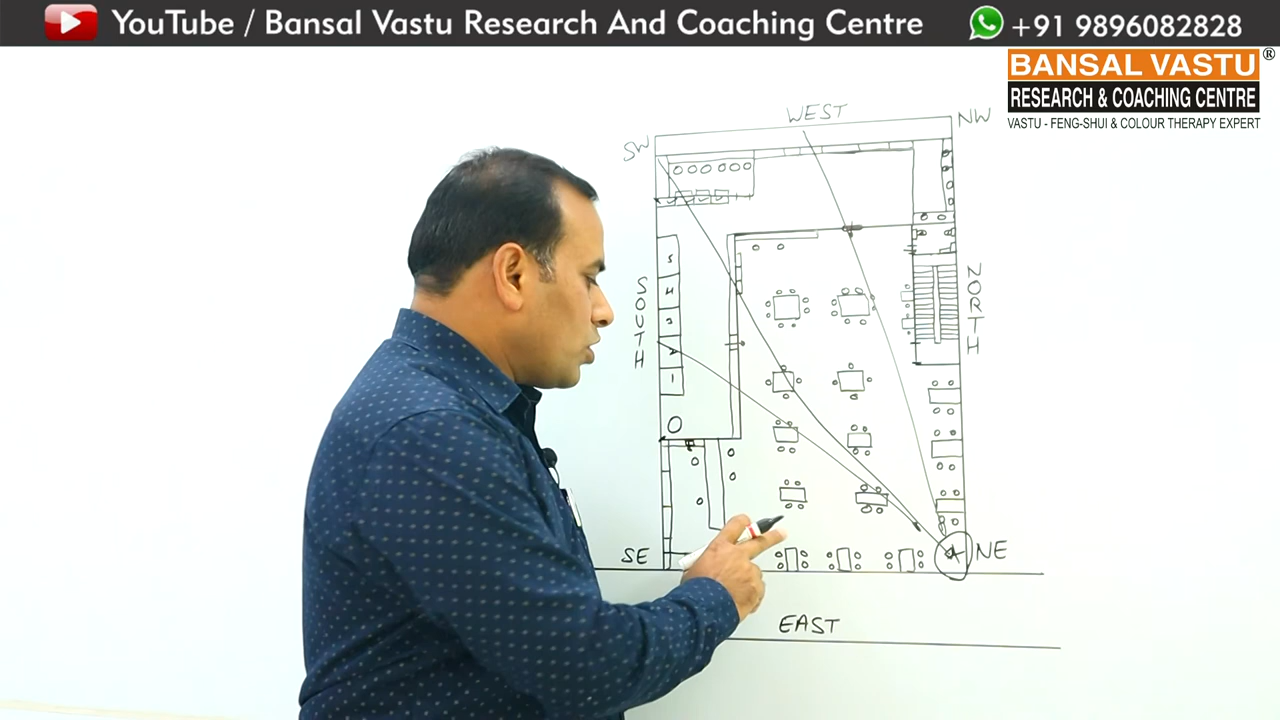 YouTube / Bansal Vastu Research And Coaching Centre
+91 9896082828
BANSAL VASTU ®
RESEARCH & COACHING CENTRE
VASTU - FENG-SHUI & COLOUR THERAPY EXPERT
WEST
NW
SW
SOUTH
NORTH
5
4
3
2
1
SE
NE
EAST